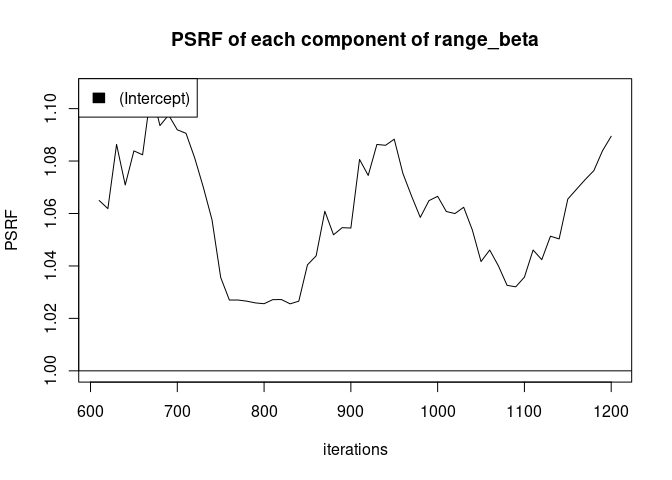 PSRF of each component of range_beta
(Intercept)
PSRF
1.10
1.08
1.06
1.04
1.02
1.00
600 700 800 900 1000 1100 1200
iterations